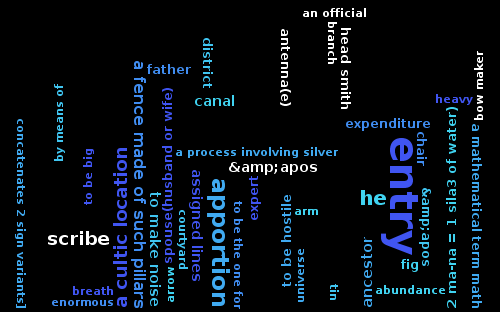 an official
branch
head smith
antenna(e)
district
father
canal
by means of
bow maker
heavy
expenditure
a fence made of such pillars
spouse(husband or wife)
to be big
concatenates 2 sign variants]
a process involving silver
&amp;apos
entry
chair
2 ma-na = 1 sila3 of water)
a mathematical term math
a cultic location
to make noise
assigned lines
apportion
expert
he
&amp;apos
scribe
courtyard
to be the one for
to be hostile
arm
worm
universe
ancestor
fig
tin
abundance
breath
enormous